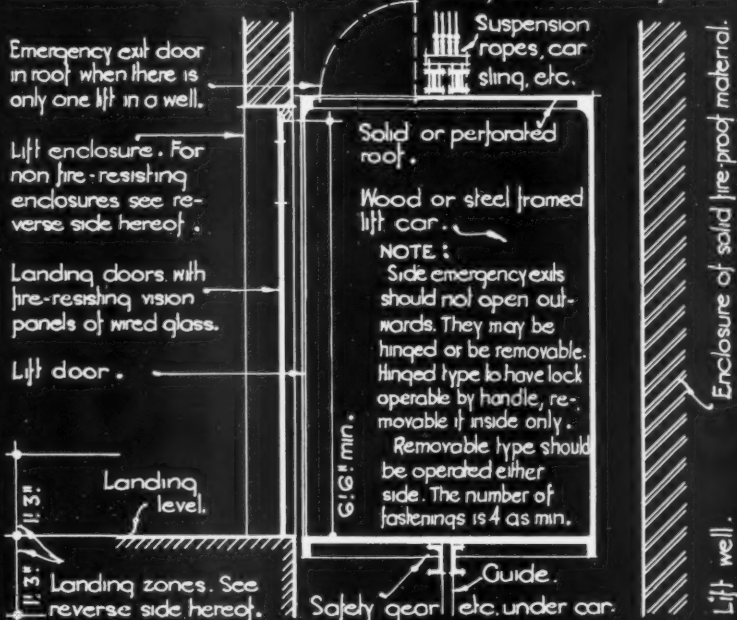 Emergency exit door
in roof when there is
only one lift in a well.
Lift enclosure. For
non fire-resisting
enclosures see re-
verse side hereof.
Landing doors with
fire-resisting vision
panels of wired glass.
Lift door.
Landing
level.
1'. 3"
1'. 3"
Landing zones. See
reverse side hereof.
Suspension
ropes, car
sling, etc.
Solid or perforated
roof.
Wood or steel framed
lift car.
NOTE:
Side emergency exits
should not open out-
wards. They may be
hinged or be removable.
Hinged type to have lock
operable by handle, re-
movable if inside only.
Removable type should
be operated either
side. The number of
fastenings is 4 as min.
6'. 6" min.
Guide.
Safety gear etc. under car.
Enclosure of solid fire-proof material.
Lift well.